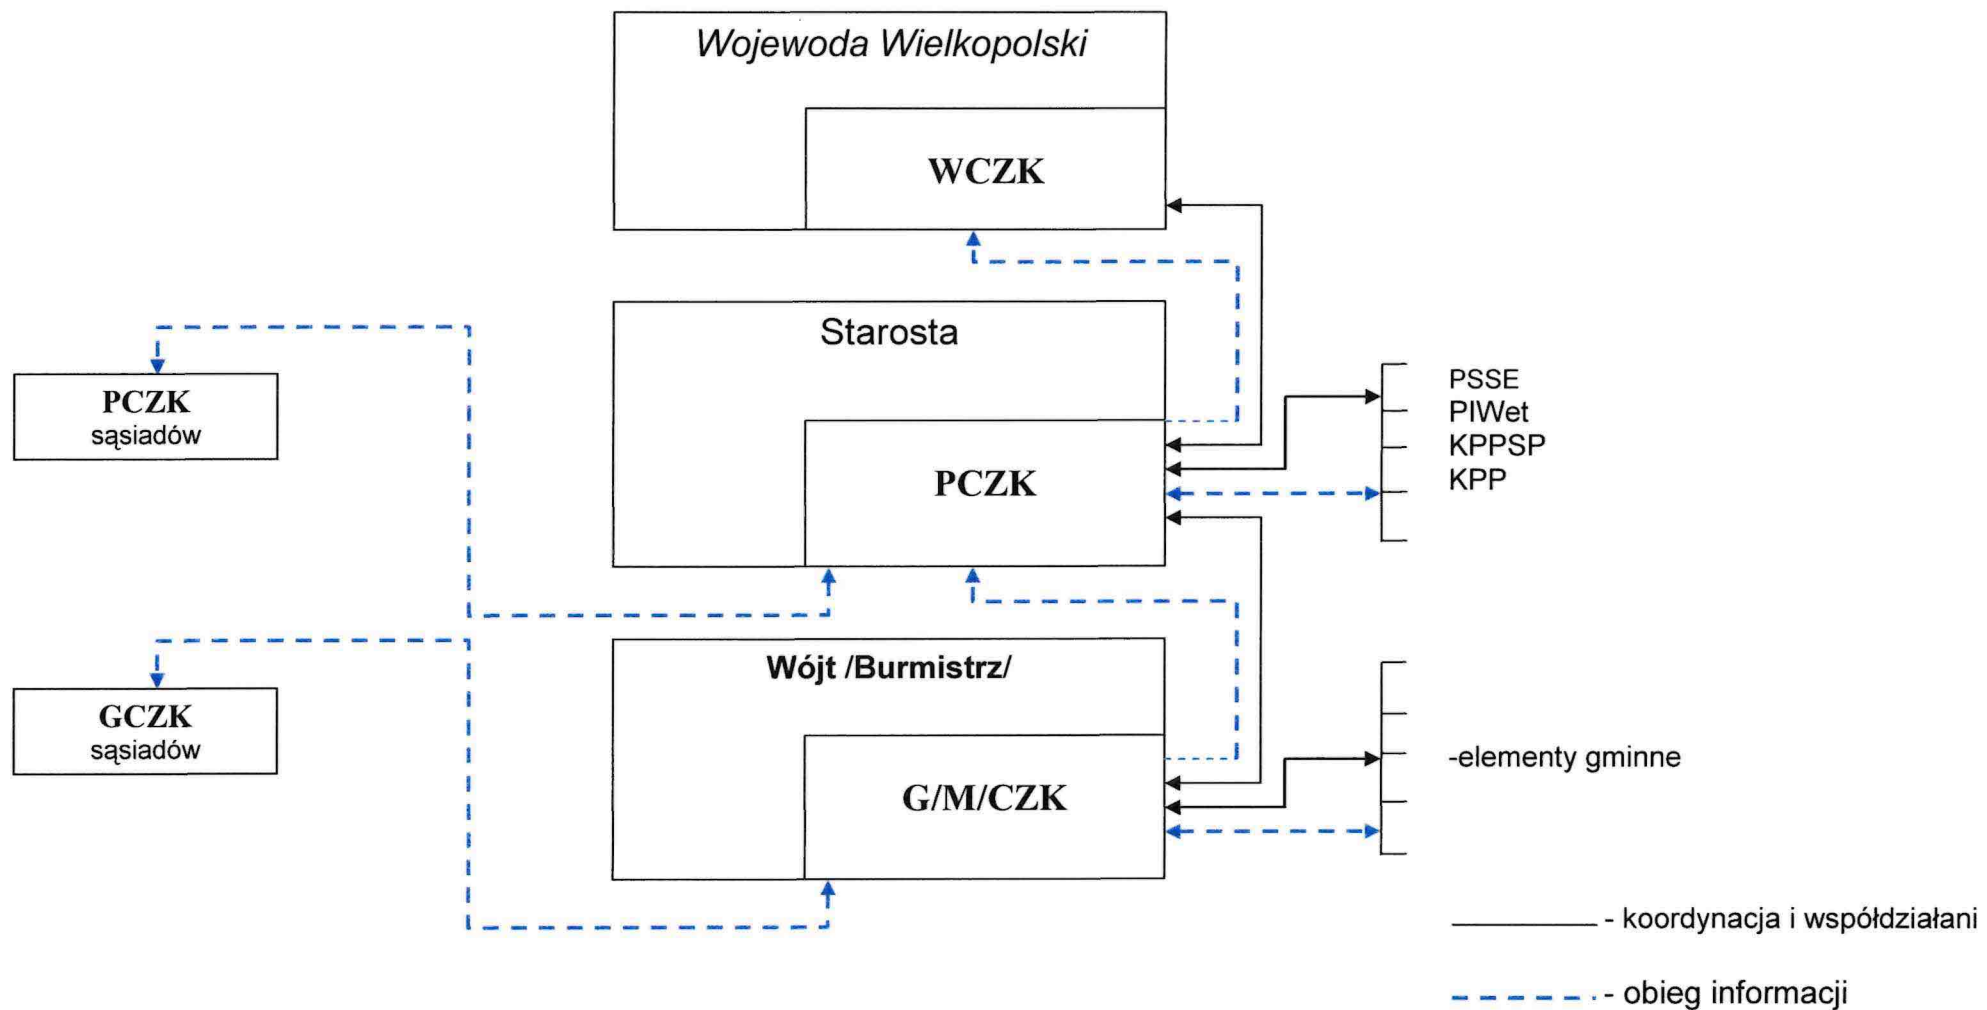 Wojewoda Wielkopolski
WCZK
Starosta
PCZK
sąsiadów
PCZK
PSSE
PIWet
KPPSP
KPP
Wójt /Burmistrz/
GCZK
sąsiadów
G/M/CZK
-elementy gminne
- koordynacja i współdziałani
- obieg informacji